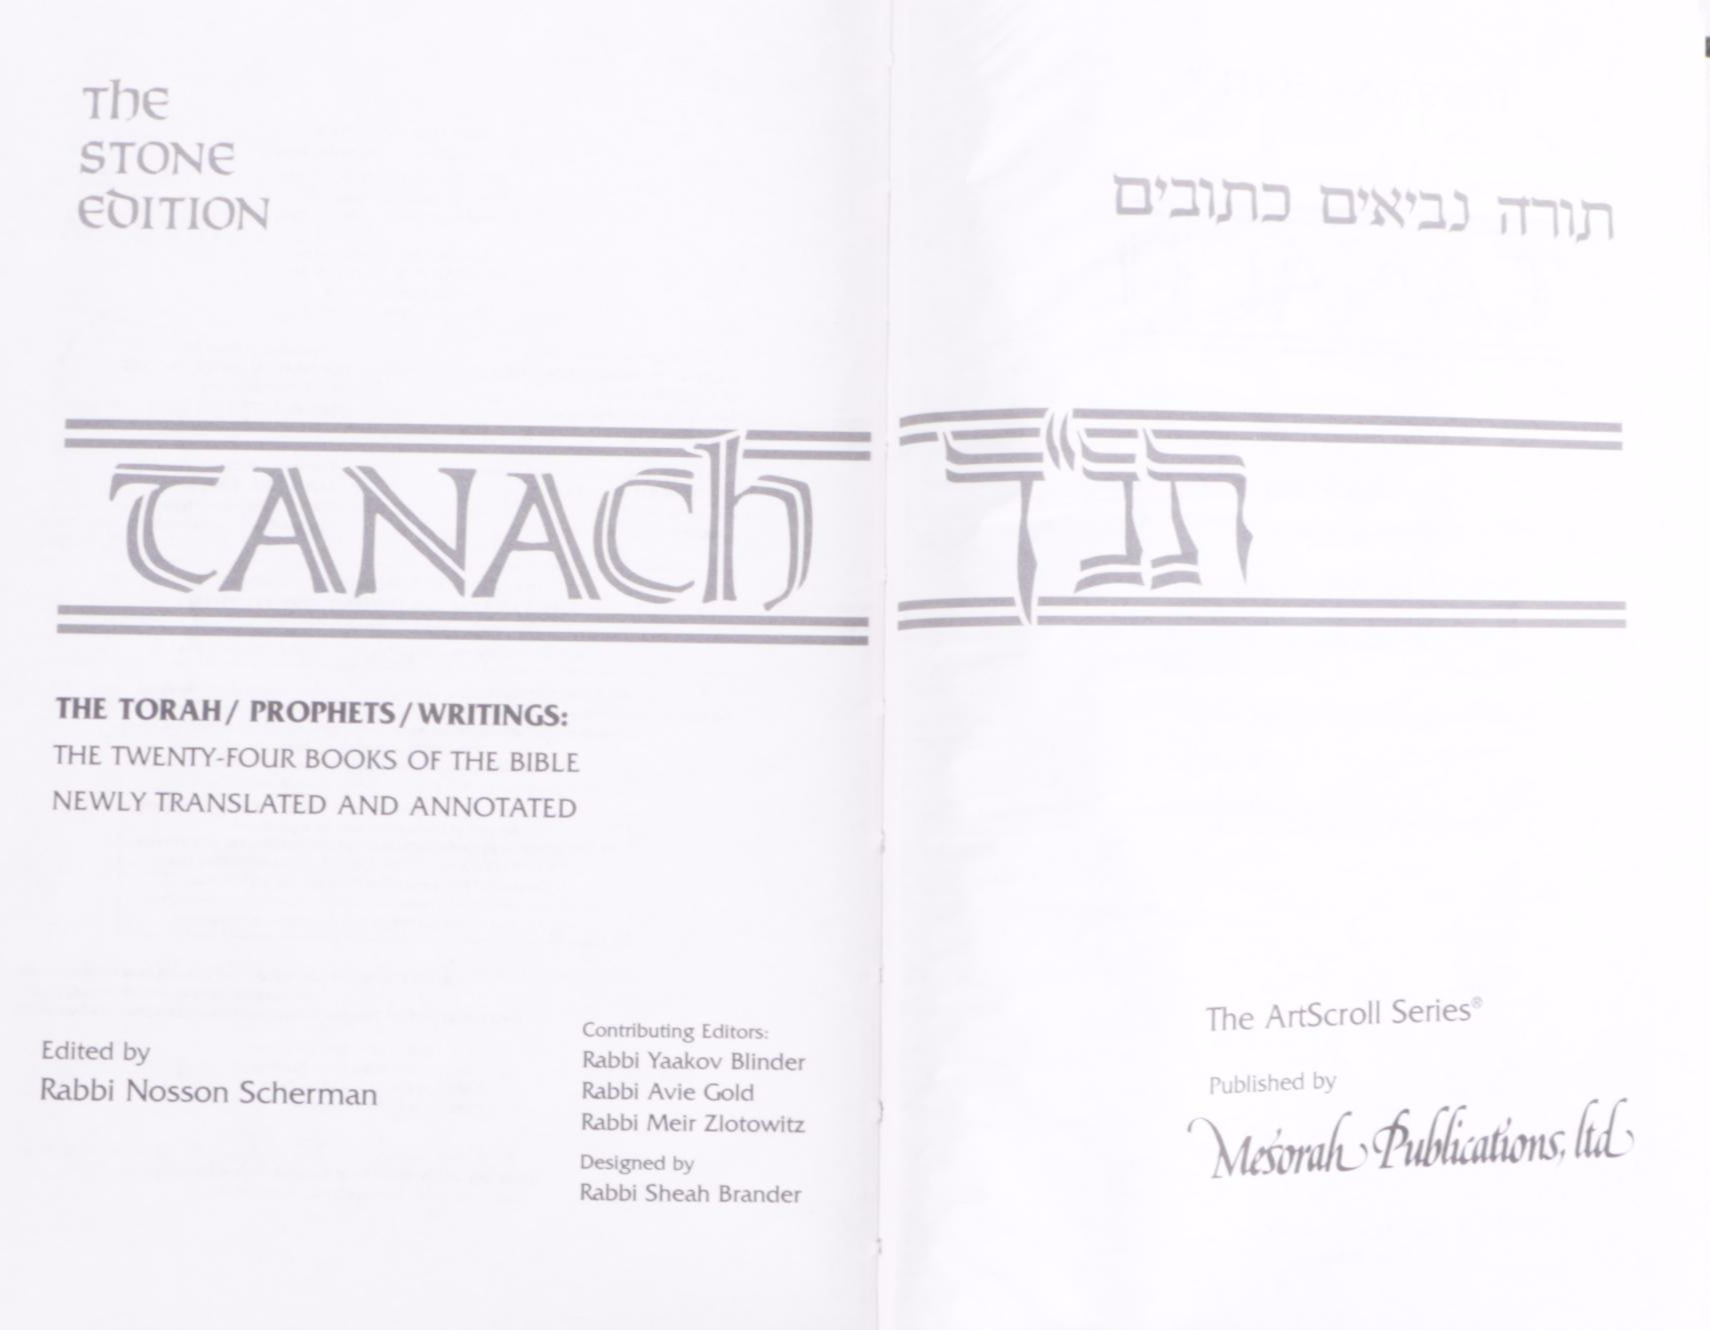 The
STONE
EDITION
TANACH
THE TORAH / PROPHETS / WRITINGS:
THE TWENTY-FOUR BOOKS OF THE BIBLE
NEWLY TRANSLATED AND ANNOTATED
Edited by
Rabbi Nosson Scherman
Contributing Editors:
Rabbi Yaakov Blinder
Rabbi Avie Gold
Rabbi Meir Zlotowitz
Designed by
Rabbi Sheah Brander
תורה נביאים כתובים
תנ״ך
The ArtScroll Series®
Published by
Mesorah Publications, ltd